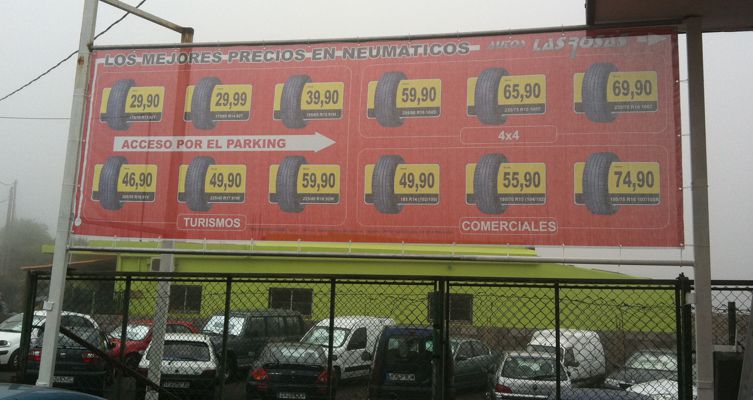 LOS MEJORES PRECIOS EN NEUMÁTICOS
LAS ROSAS
29,90
29,99
39,90
59,90
65,90
69,90
ACCESO POR EL PARKING
4x4
46,90
49,90
59,90
49,90
55,90
74,90
TURISMOS
COMERCIALES